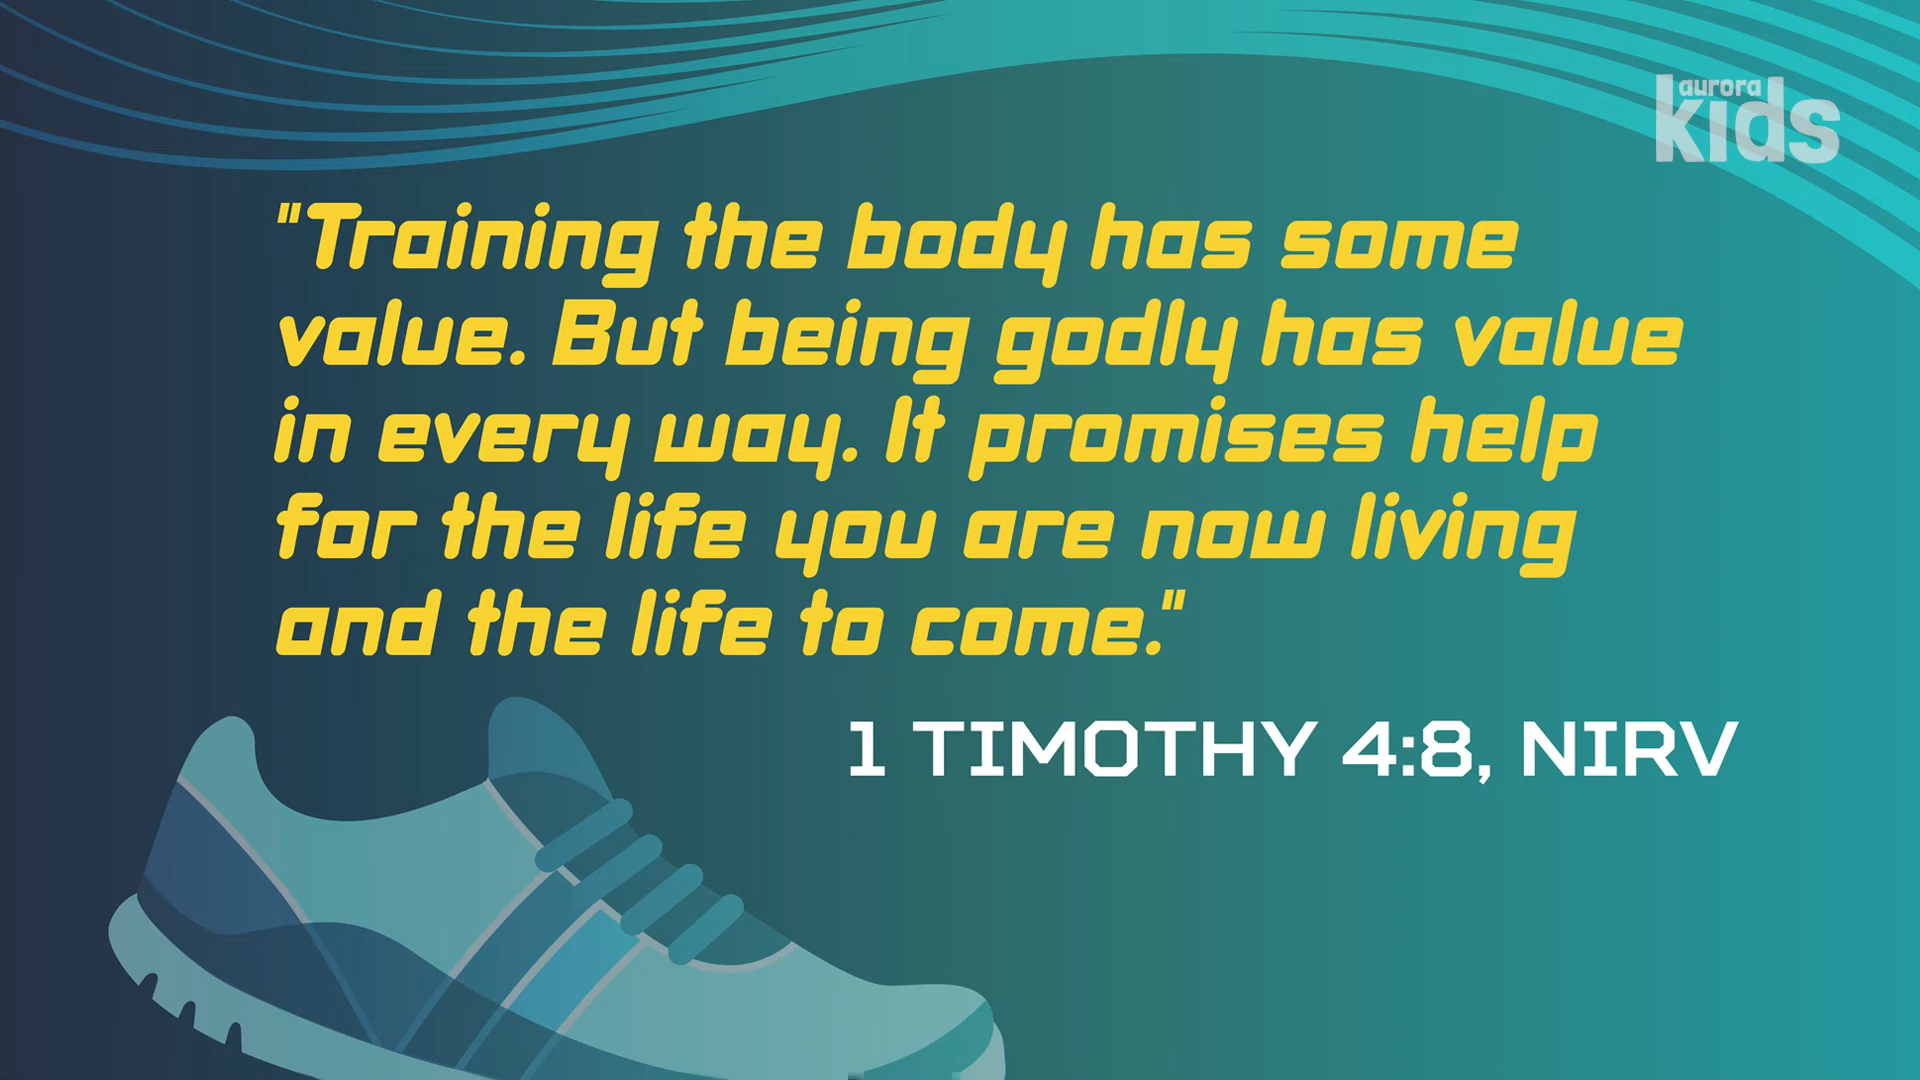 aurora
kids
"Training the body has some
value. But being godly has value
in every way. It promises help
for the life you are now living
and the life to come."
1 TIMOTHY 4:8, NIRV